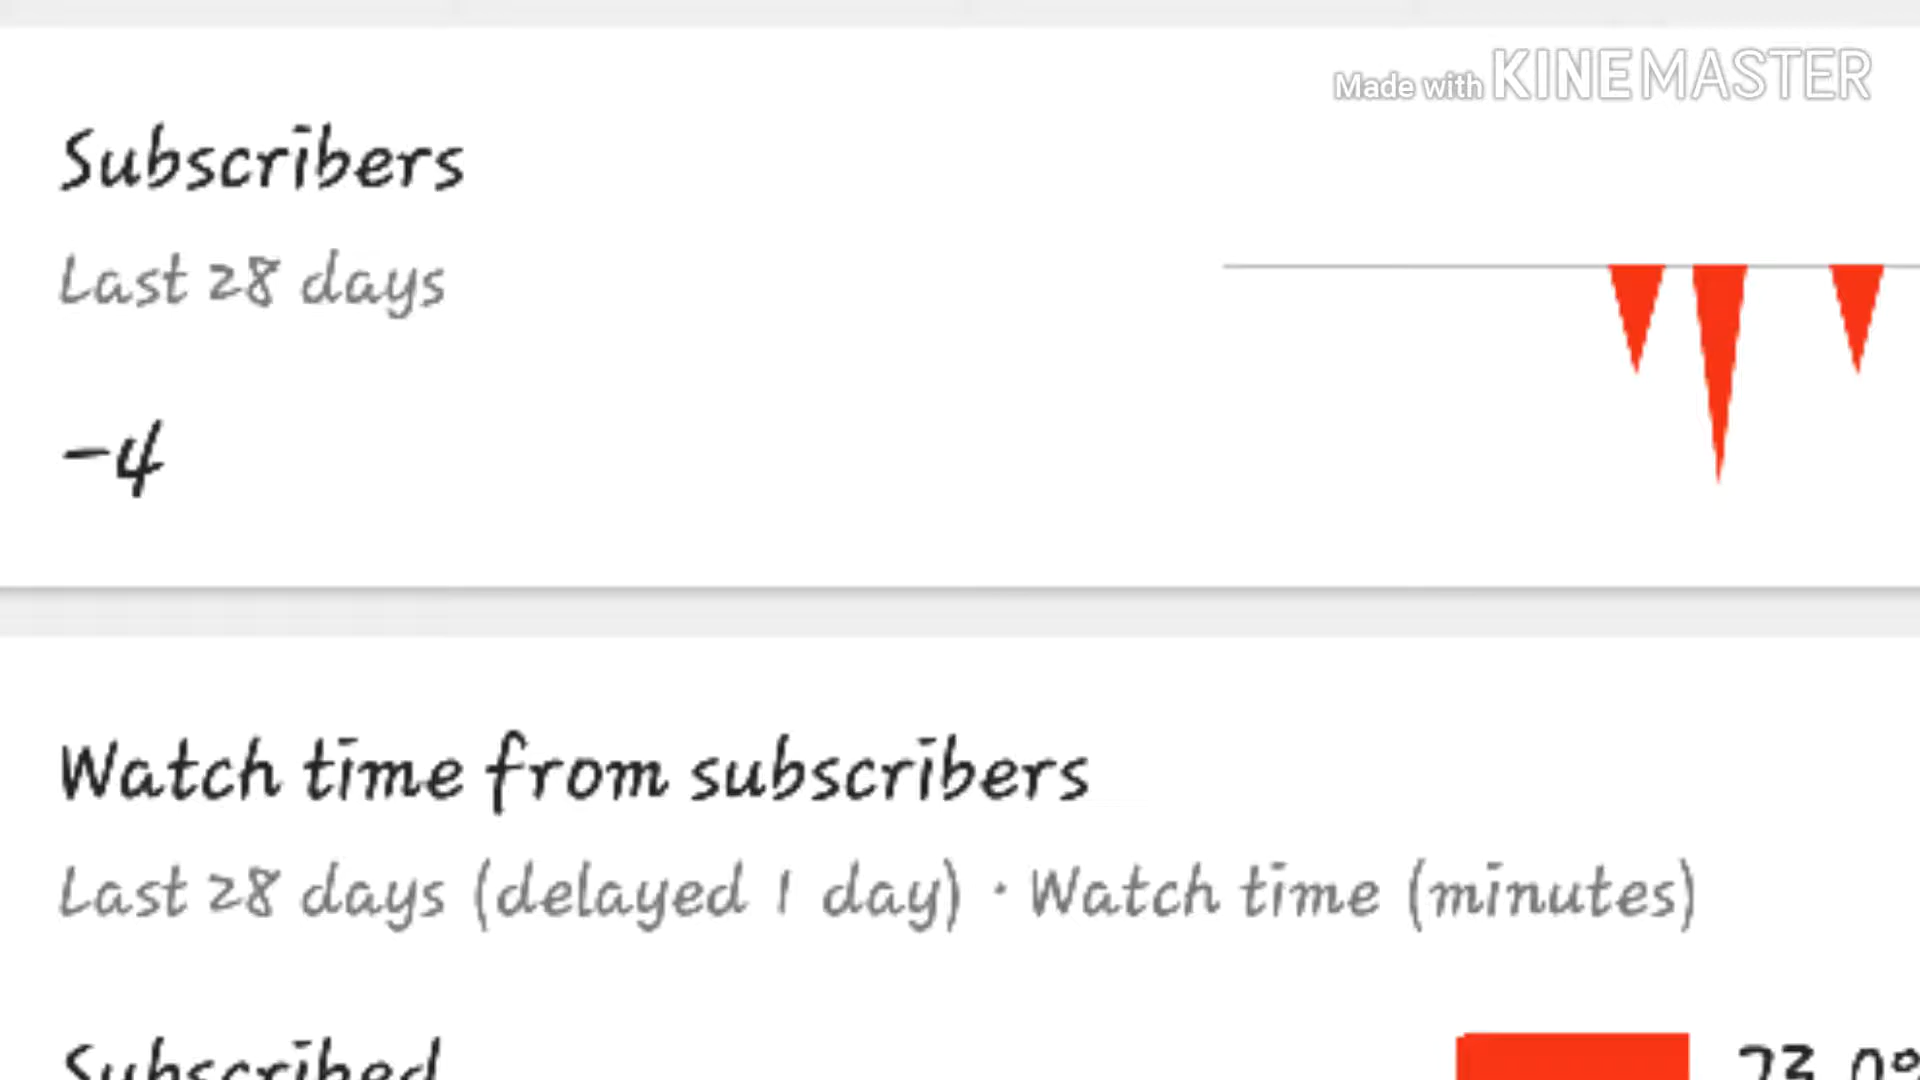 Made with KINEMASTER
Subscribers
Last 28 days
-4
Watch time from subscribers
Last 28 days (delayed 1 day) · Watch time (minutes)
Subscribed